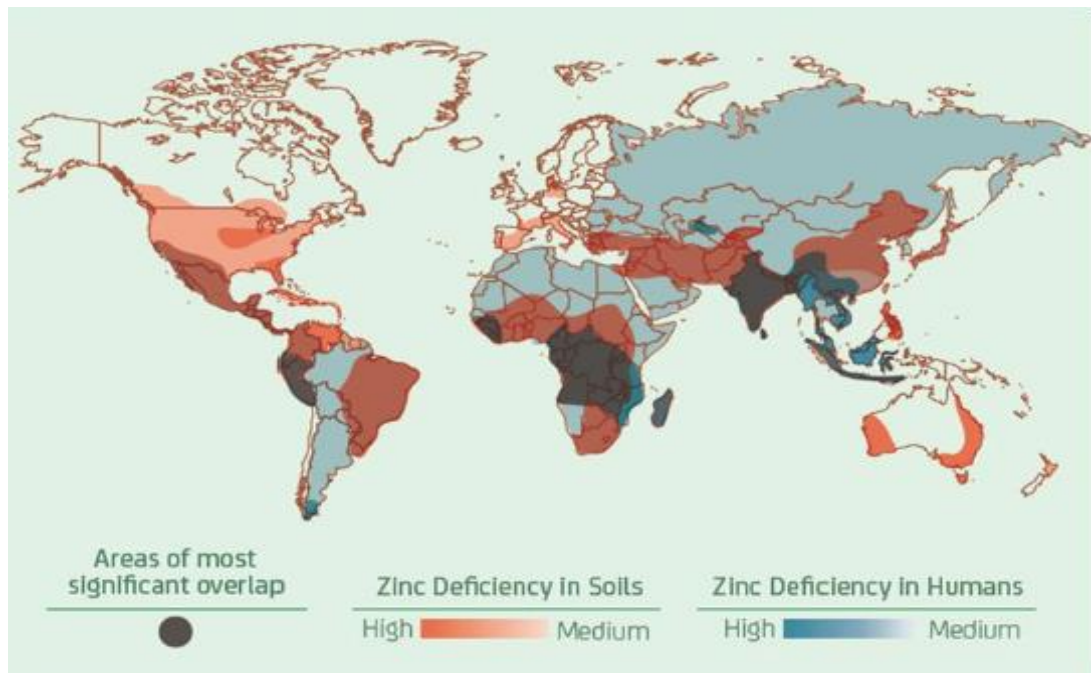 Areas of most
significant overlap
Zinc Deficiency in Soils
High Medium
Zinc Deficiency in Humans
High Medium